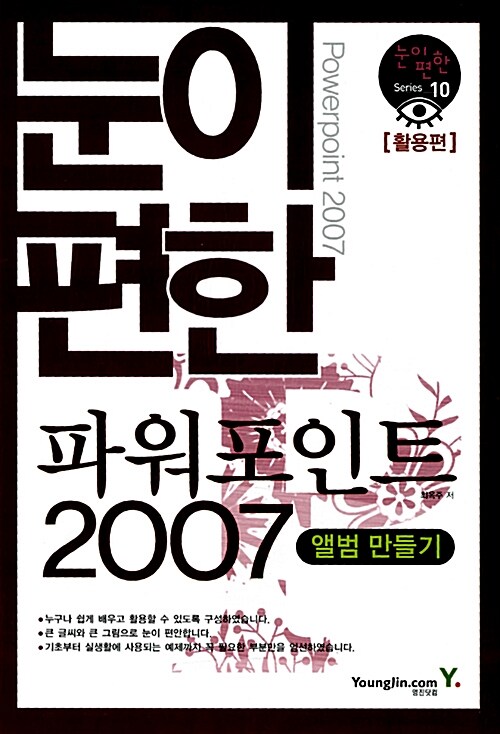 눈이
편한
Powerpoint 2007
눈이
편한
Series 10
[활용편]
파워포인트
2007
최옥주 저
앨범 만들기
●누구나 쉽게 배우고 활용할 수 있도록 구성하였습니다.
●큰 글씨와 큰 그림으로 눈이 편안합니다.
●기초부터 실생활에 사용되는 예제까지 꼭 필요한 부분만을 엄선하였습니다.
YoungJin.com Y.
영진닷컴